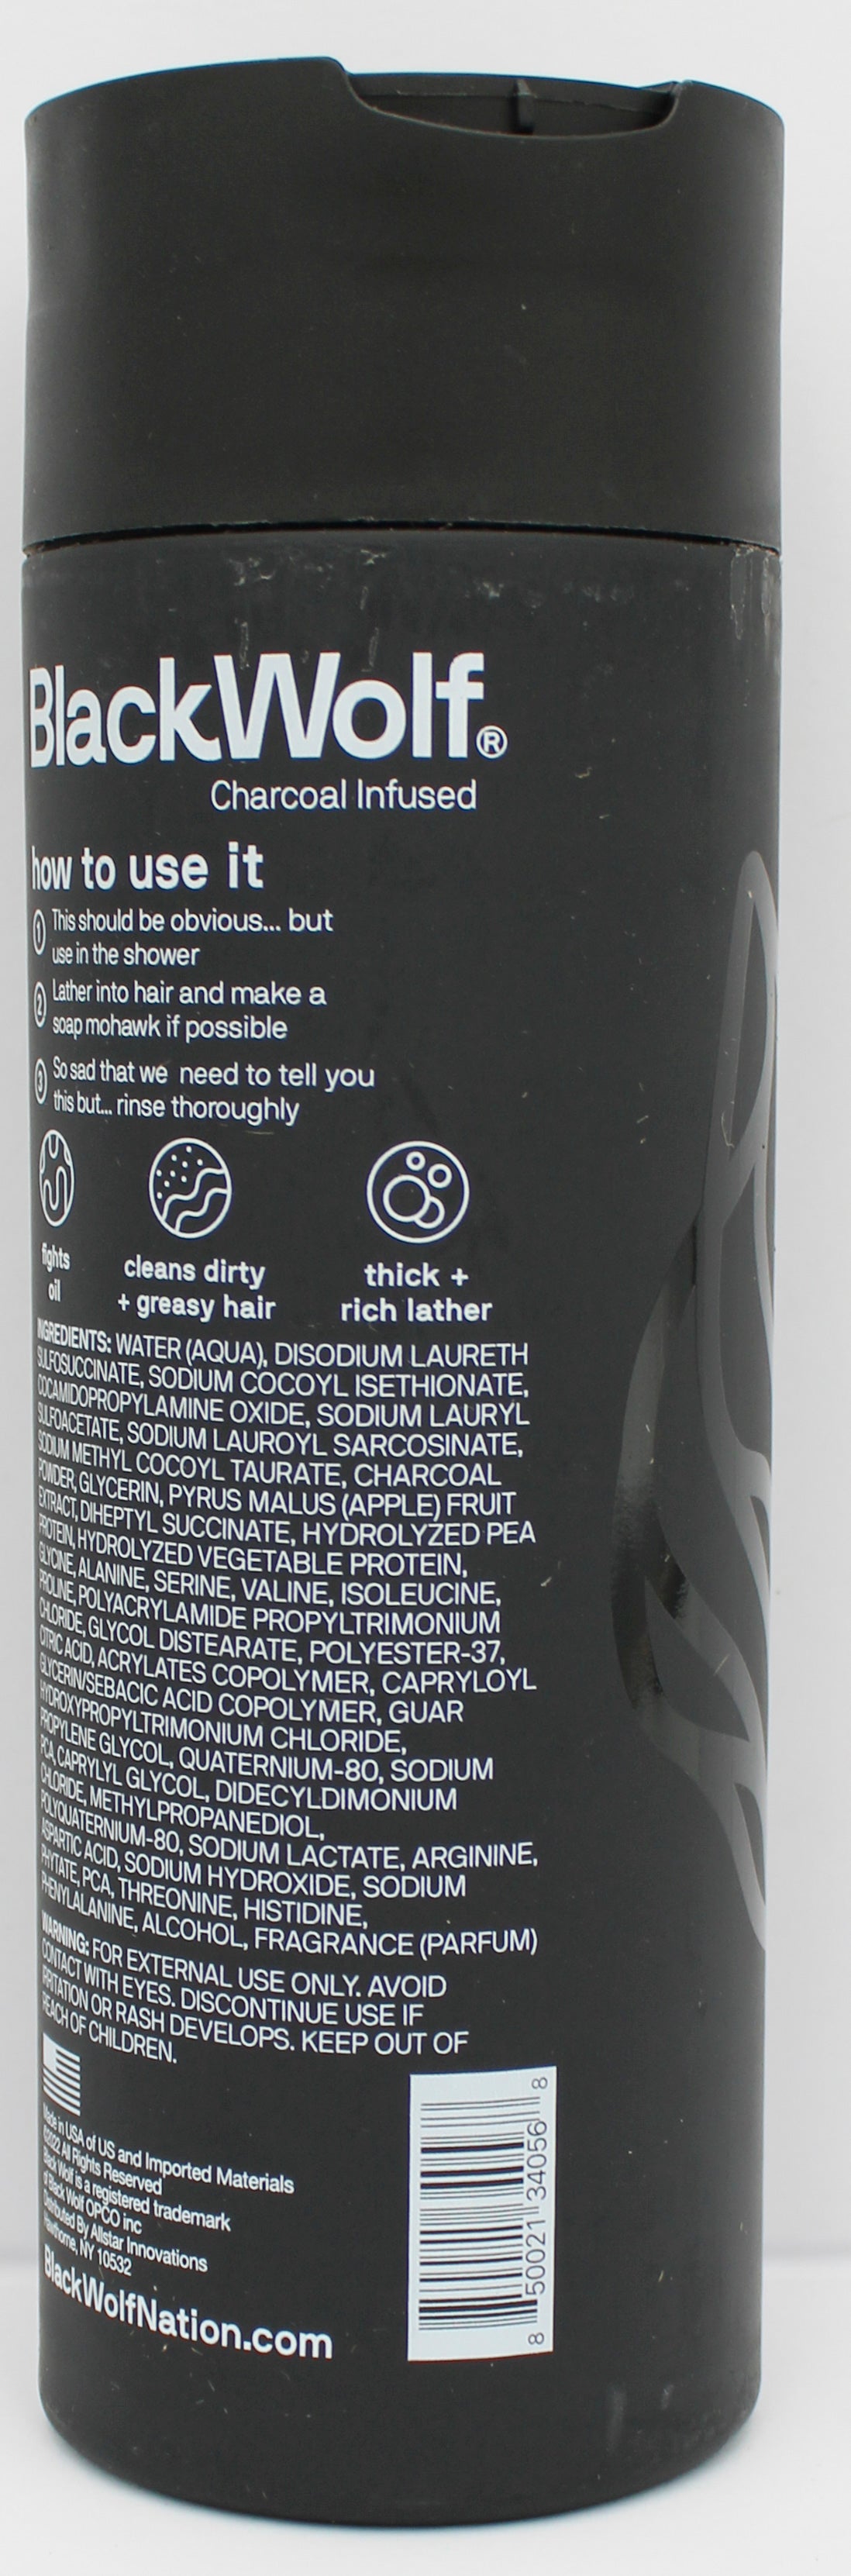 BlackWolf®
Charcoal Infused
how to use it
1 This should be obvious... but
use in the shower
2 Lather into hair and make a
soap mohawk if possible
3 So sad that we need to tell you
this but... rinse thoroughly
fights
oil
cleans dirty
+ greasy hair
thick +
rich lather
INGREDIENTS: WATER (AQUA), DISODIUM LAURETH
SULFOSUCCINATE, SODIUM COCOYL ISETHIONATE,
COCAMIDOPROPYLAMINE OXIDE, SODIUM LAURYL
SULFOACETATE, SODIUM LAUROYL SARCOSINATE,
SODIUM METHYL COCOYL TAURATE, CHARCOAL
POWDER, GLYCERIN, PYRUS MALUS (APPLE) FRUIT
EXTRACT, DIHEPTYL SUCCINATE, HYDROLYZED PEA
PROTEIN, HYDROLYZED VEGETABLE PROTEIN,
GLYCINE, ALANINE, SERINE, VALINE, ISOLEUCINE,
PROLINE, POLYACRYLAMIDE PROPYLTRIMONIUM
CHLORIDE, GLYCOL DISTEARATE, POLYESTER-37,
CITRIC ACID, ACRYLATES COPOLYMER, CAPRYLOYL
GLYCERIN/SEBACIC ACID COPOLYMER, GUAR
HYDROXYPROPYLTRIMONIUM CHLORIDE,
PROPYLENE GLYCOL, QUATERNIUM-80, SODIUM
PCA, CAPRYLYL GLYCOL, DIDECYLDIMONIUM
CHLORIDE, METHYLPROPANEDIOL,
POLYQUATERNIUM-80, SODIUM LACTATE, ARGININE,
ASPARTIC ACID, SODIUM HYDROXIDE, SODIUM
PHYTATE, PCA, THREONINE, HISTIDINE,
PHENYLALANINE, ALCOHOL, FRAGRANCE (PARFUM)
WARNING: FOR EXTERNAL USE ONLY. AVOID
CONTACT WITH EYES. DISCONTINUE USE IF
IRRITATION OR RASH DEVELOPS. KEEP OUT OF
REACH OF CHILDREN.
Made in USA of US and Imported Materials
©2022 All Rights Reserved
Black Wolf is a registered trademark
of Black Wolf OPCO inc
Distributed By Allstar Innovations
Hawthorne, NY 10532
BlackWolfNation.com
8 50021 34056 8